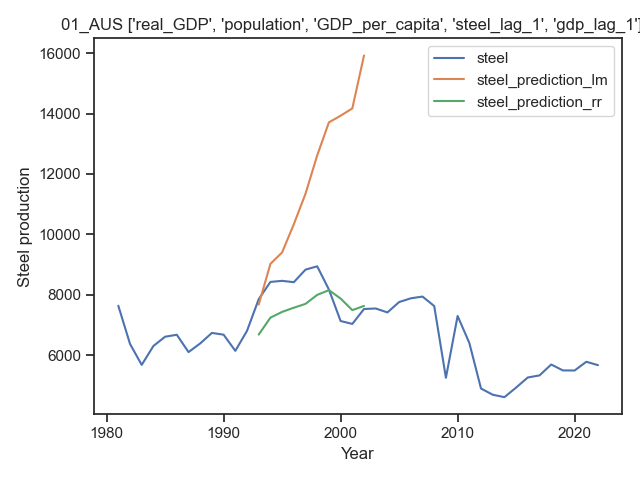 01_AUS ['real_GDP', 'population', 'GDP_per_capita', 'steel_lag_1', 'gdp_lag_1']
steel
steel_prediction_lm
steel_prediction_rr
16000
14000
12000
10000
8000
6000
Steel production
1980
1990
2000
2010
2020
Year